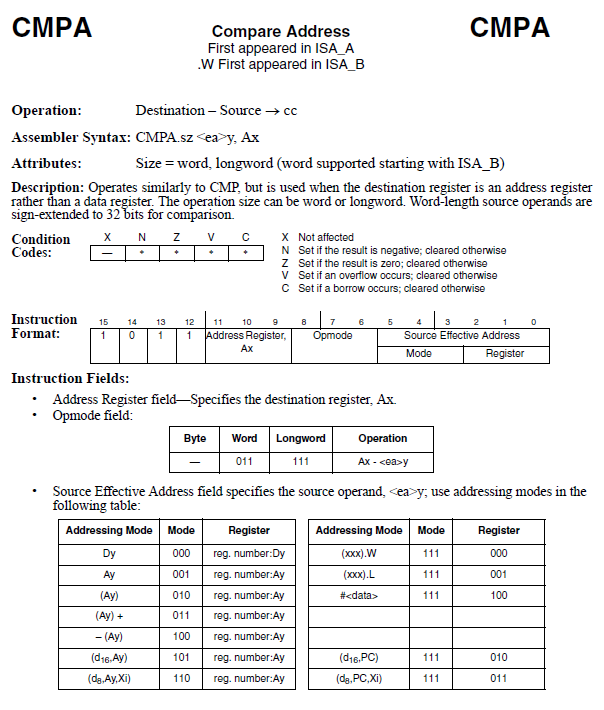 CMPA
Compare Address
CMPA
First appeared in ISA_A
.W First appeared in ISA_B
Operation: Destination – Source → cc
Assembler Syntax: CMPA.sz <ea>y, Ax
Attributes: Size = word, longword (word supported starting with ISA_B)
Description: Operates similarly to CMP, but is used when the destination register is an address register
rather than a data register. The operation size can be word or longword. Word-length source operands are
sign-extended to 32 bits for comparison.
Condition
Codes:
X N Z V C
— * * * *
X Not affected
N Set if the result is negative; cleared otherwise
Z Set if the result is zero; cleared otherwise
V Set if an overflow occurs; cleared otherwise
C Set if a borrow occurs; cleared otherwise
Instruction
Format:
15 14 13 12 11 10 9 8 7 6 5 4 3 2 1 0
1 0 1 1 Address Register, Ax Opmode Source Effective Address
Mode Register
Instruction Fields:
• Address Register field—Specifies the destination register, Ax.
• Opmode field:
Byte Word Longword Operation
— 011 111 Ax - <ea>y
• Source Effective Address field specifies the source operand, <ea>y; use addressing modes in the
following table:
Addressing Mode Mode Register Addressing Mode Mode Register
Dy 000 reg. number:Dy (xxx).W 111 000
Ay 001 reg. number:Ay (xxx).L 111 001
(Ay) 010 reg. number:Ay #<data> 111 100
(Ay) + 011 reg. number:Ay
– (Ay) 100 reg. number:Ay
(d16,Ay) 101 reg. number:Ay (d16,PC) 111 010
(d8,Ay,Xi) 110 reg. number:Ay (d8,PC,Xi) 111 011